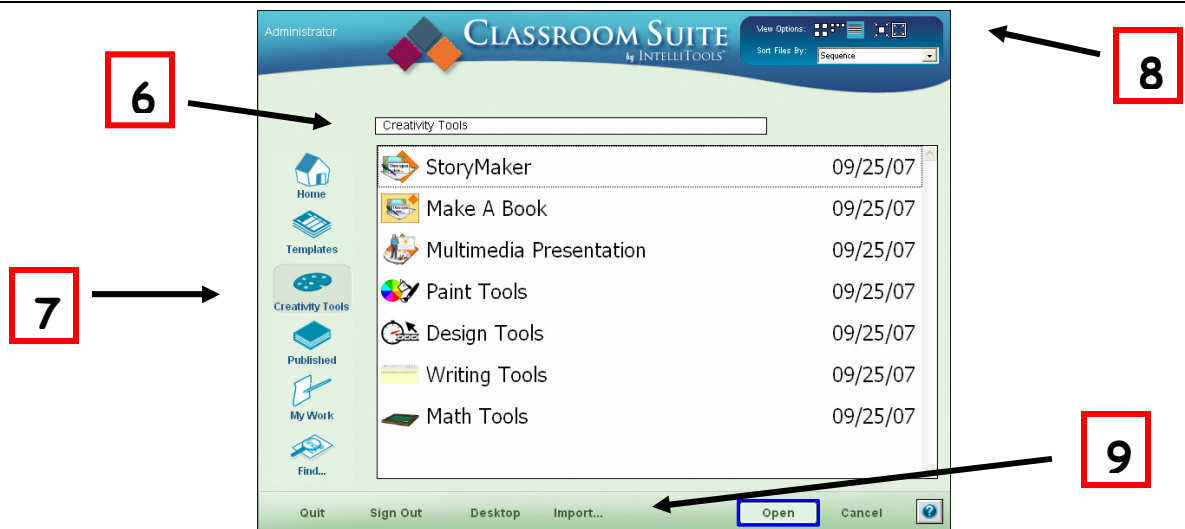 Administrator
CLASSROOM SUITE
by INTELLITOOLS®
View Options:
Sort Files By: Sequence
8
6
Creativity Tools
StoryMaker 09/25/07
Home
Make A Book 09/25/07
Templates
Multimedia Presentation 09/25/07
7
Creativity Tools
Paint Tools 09/25/07
Design Tools 09/25/07
Published
Writing Tools 09/25/07
My Work
Math Tools 09/25/07
9
Find...
Quit Sign Out Desktop Import... Open Cancel ?